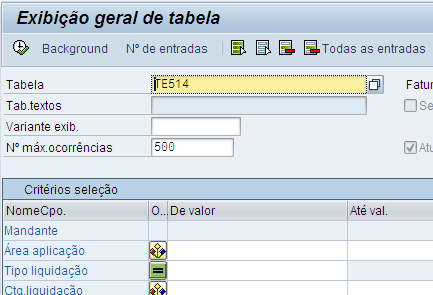 Exibição geral de tabela
Background Nº de entradas Todas as entradas
Tabela TE514 Fatur
Tab.textos Se
Variante exib.
Nº máx.ocorrências 500 Atu
Critérios seleção
NomeCpo. O... De valor Até val.
Mandante
Área aplicação
Tipo liquidação
Ctg.liquidação